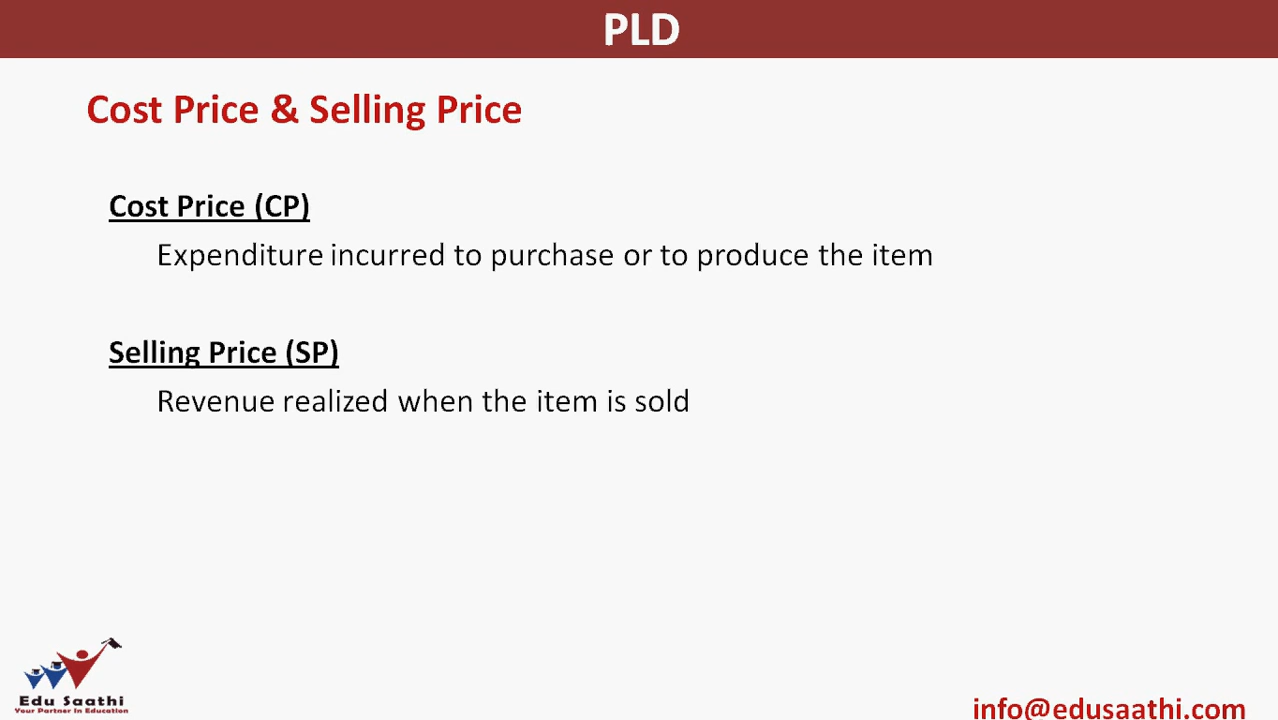 PLD
Cost Price & Selling Price
Cost Price (CP)
Expenditure incurred to purchase or to produce the item
Selling Price (SP)
Revenue realized when the item is sold
Edu Saathi
Your Partner In Education
info@edusaathi.com